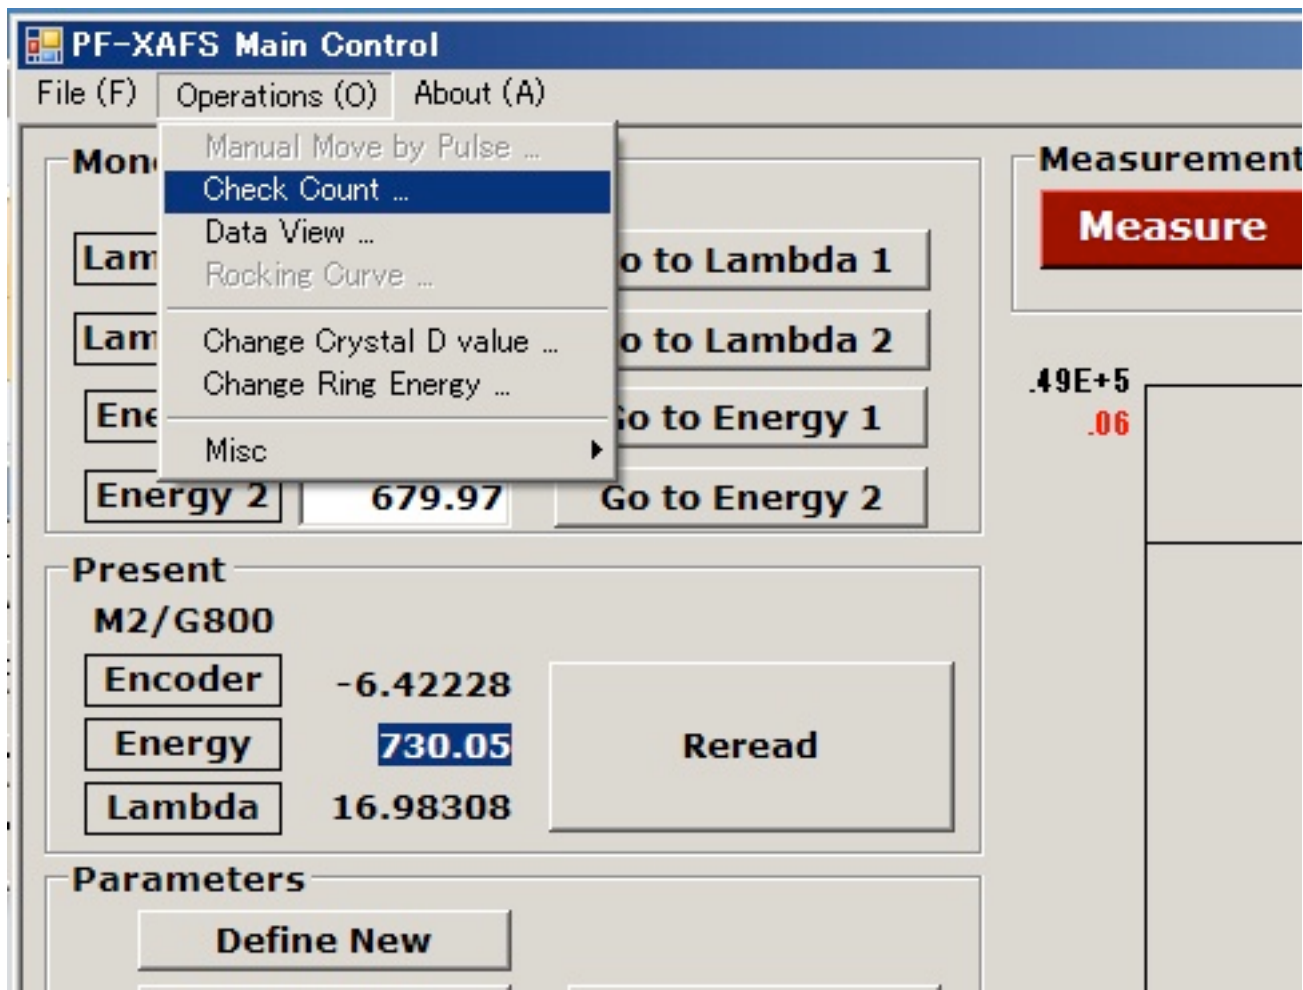 PF-XAFS Main Control
File (F) Operations (O) About (A)
Manual Move by Pulse ...
Check Count ...
Data View ...
Rocking Curve ...
Change Crystal D value ...
Change Ring Energy ...
Misc
Mon
Lam
o to Lambda 1
Lam
o to Lambda 2
Ene
o to Energy 1
Energy 2 679.97 Go to Energy 2
Present
M2/G800
Encoder -6.42228
Energy 730.05
Lambda 16.98308
Reread
Parameters
Define New
Measurement
Measure
.49E+5
.06